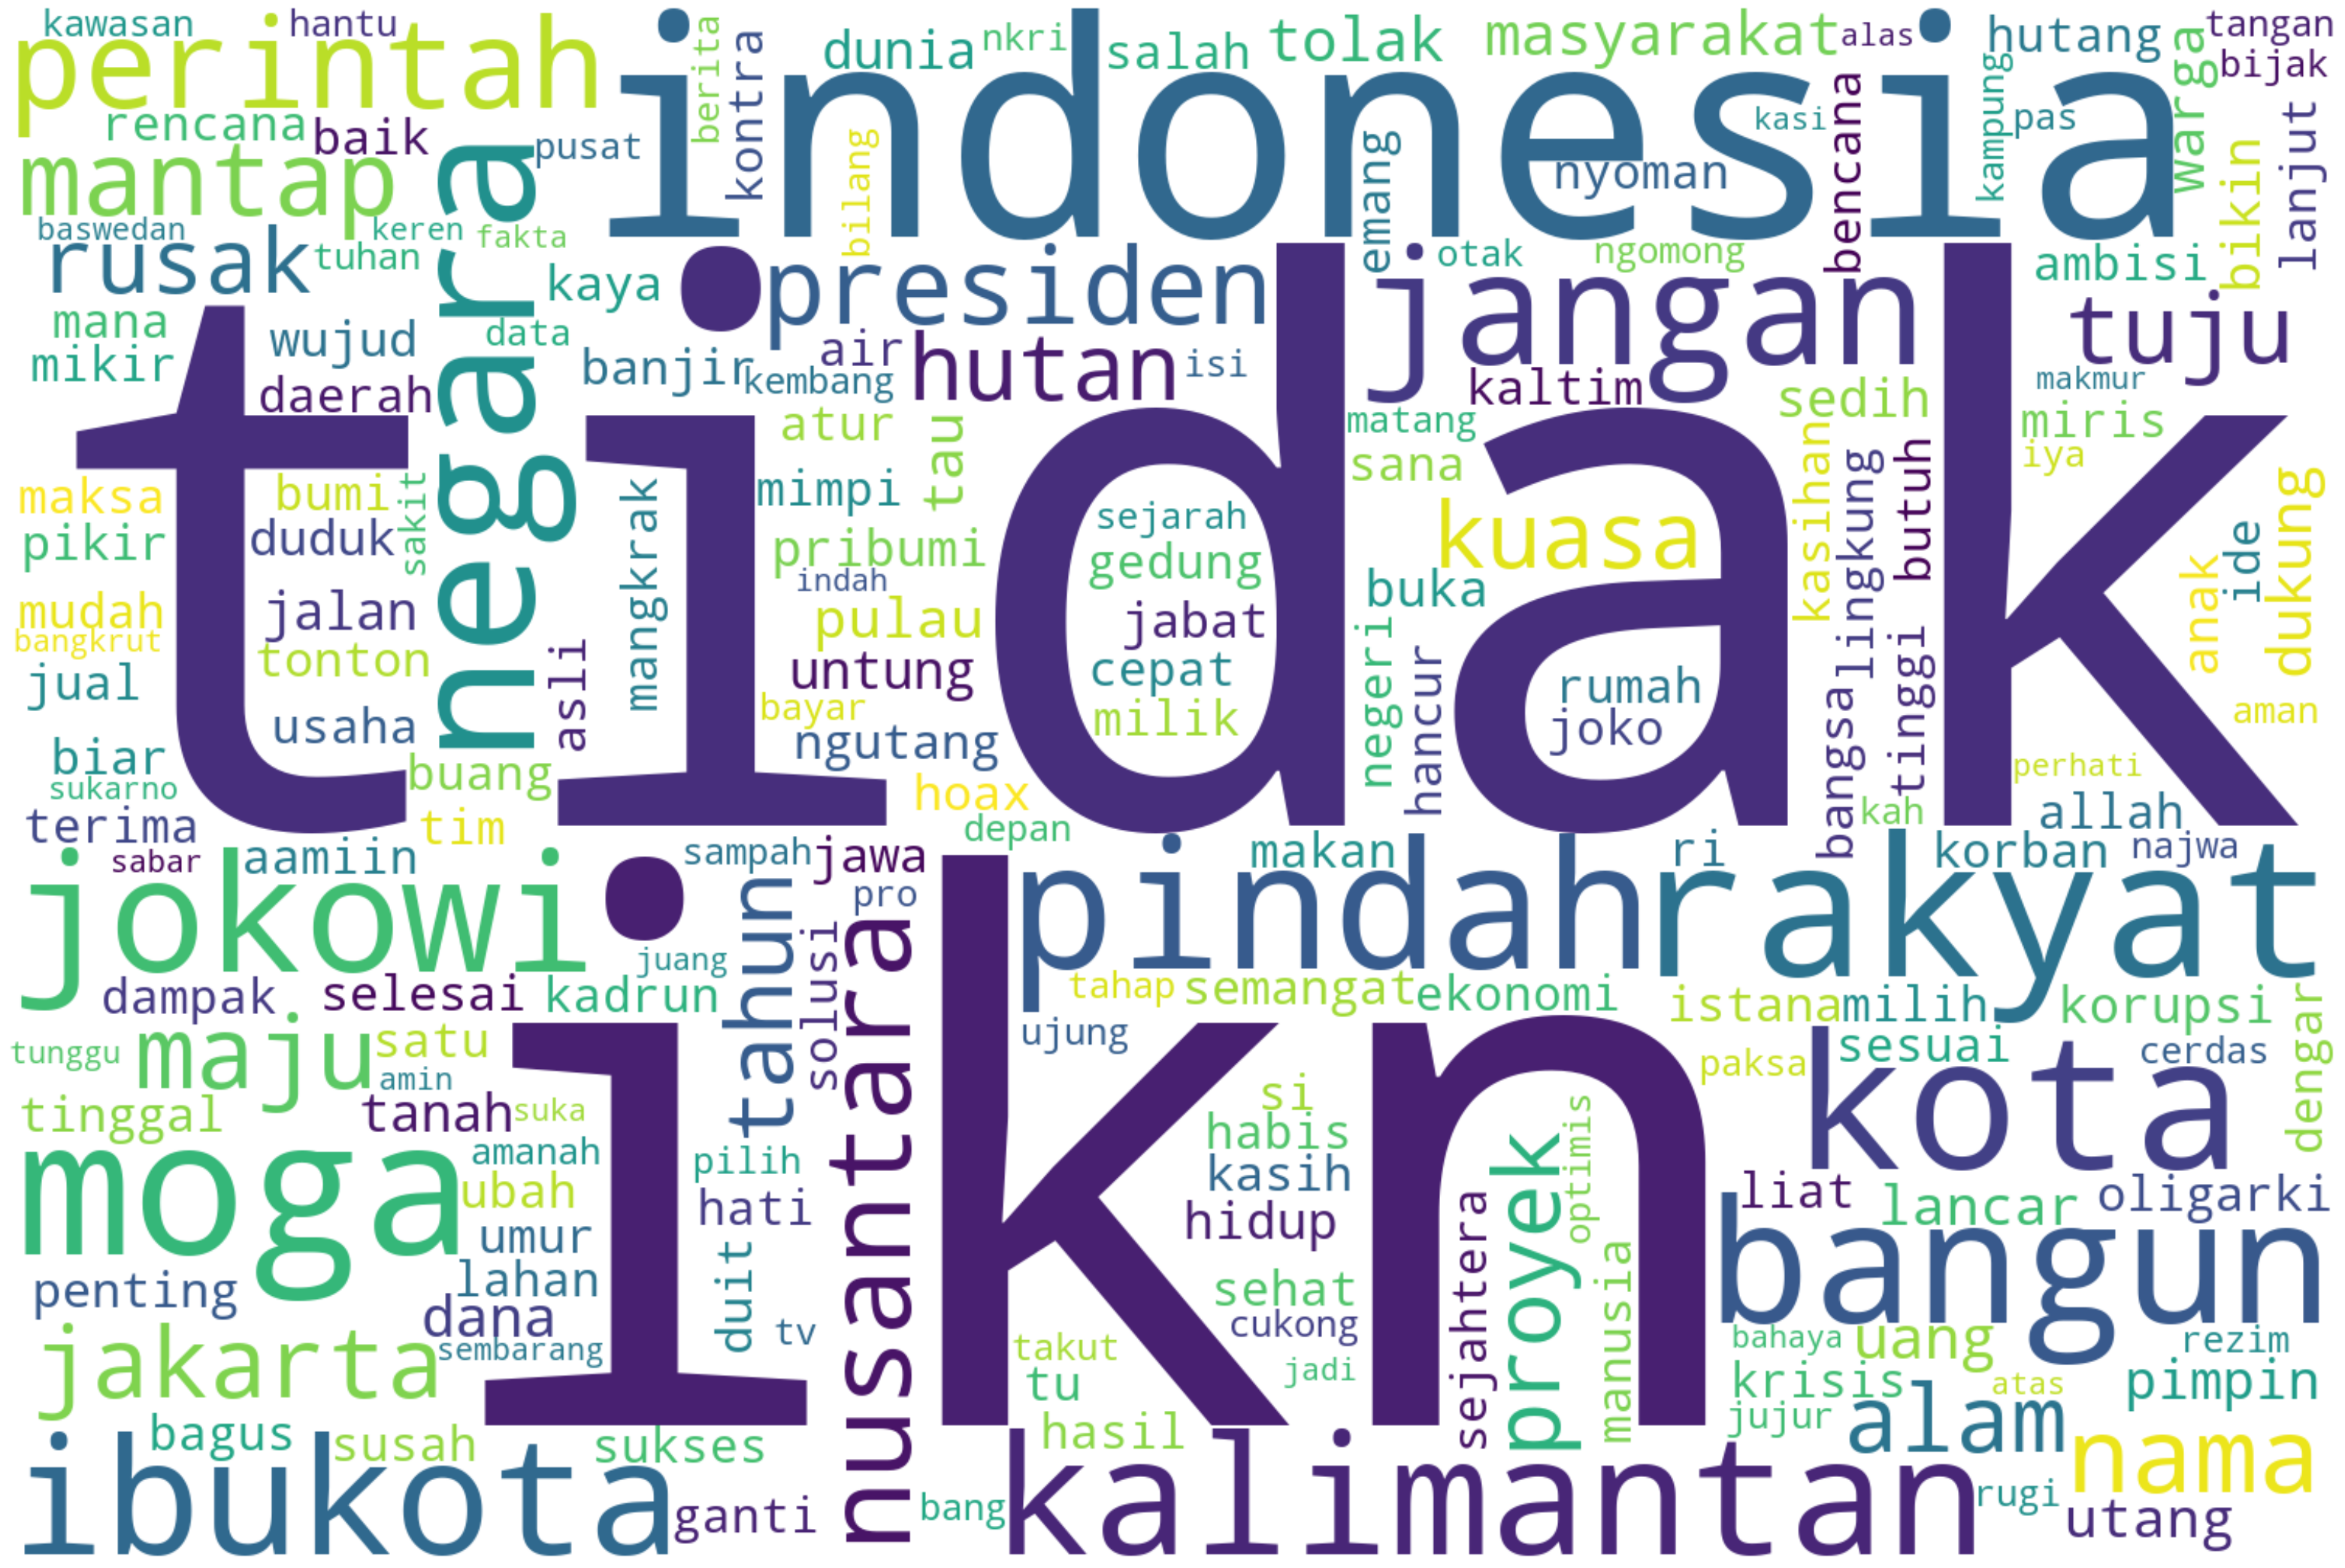 kawasan
hantu
perintah
indonesia
berita
kontra
dunia
nkri
salah
tolak
masyarakat
alas
hutang
warga
tangan
bijak
rencana
baik
pusat
bilang
emang
nyoman
kasi
bencana
kampung
pas
bikin
lanjut
mantap
negara
baswedan
keren
fakta
rusak
tuhan
kaya
presiden
otak
ngomong
jangan
ambisi
tuju
mana
mikir
wujud
data
daerah
banjir
air
kembang
hutan
isi
kaltim
sedih
makmur
miris
iya
tidak
atur
tau
matang
sana
kasihan
lingkung
butuh
maksa
bumi
sakit
pikir
duduk
mangkrak
mimpi
pribumi
indah
sejarah
gedung
kuasa
buka
anak
ide
dukung
mudah
bangkrut
jalan
pulau
jabat
tonton
jual
asli
untung
cepat
bayar
milik
negeri
hancur
rumah
joko
bangsa
tinggi
aman
usaha
ngutang
biar
sukarno
buang
hoax
perhati
terima
tim
depan
kah
allah
sabar
aamiin
sampah
jawa
makan
ri
korban
najwa
jokowi
ikn
tahun
pro
pindah
rakyat
solusi
nusantara
juang
dampak
selesai
kadrun
tahap
semangat
ekonomi
istana
milih
korupsi
dengar
ujung
tunggu
maju
satu
amin
sesuai
cerdas
paksa
kota
tinggal
tanah
suka
si
habis
optimis
moga
amanah
pilih
kasih
proyek
ubah
hati
liat
lancar
oligarki
umur
hidup
sejahtera
bangun
penting
lahan
duit
sehat
manusia
dana
tv
cukong
jakarta
sembarang
takut
tu
jadi
bahaya
uang
rezim
krisis
atas
pimpin
jujur
alam
bagus
susah
sukses
hasil
nama
ibukota
ganti
bang
kalimantan
rugi
utang